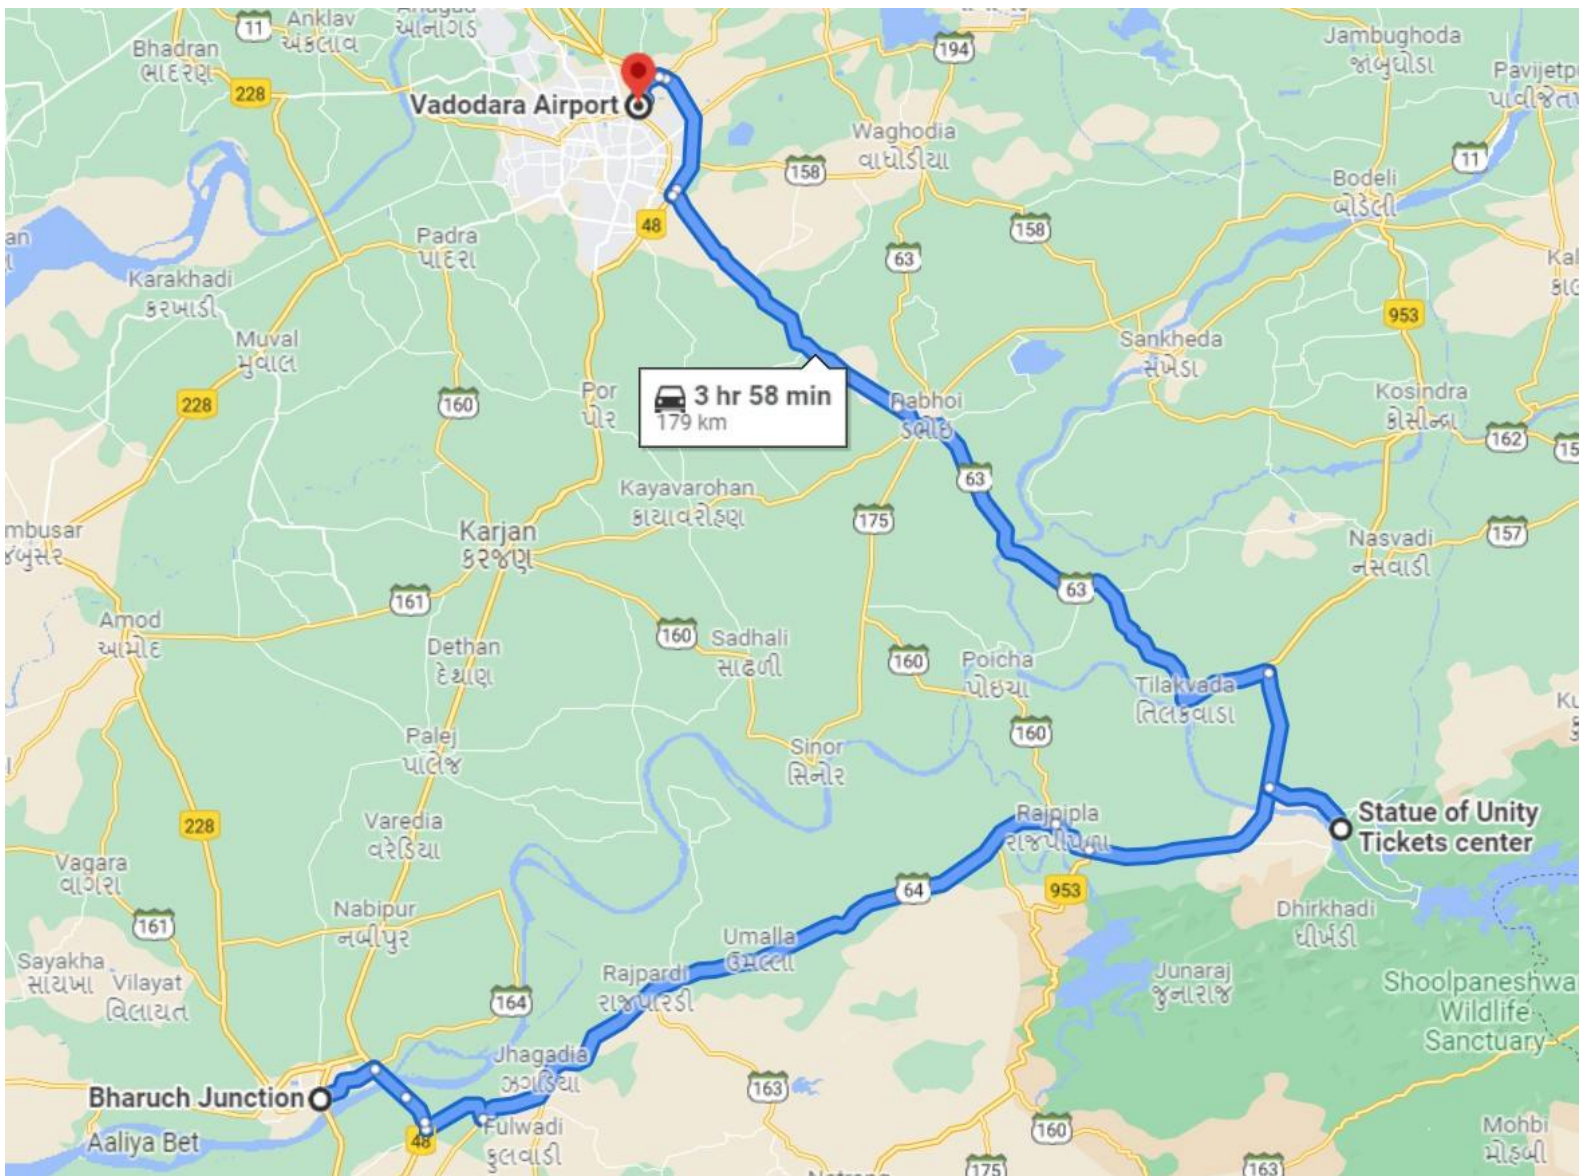 Anklav
અંકલાવ
11
Bhadran
ભાદરણ
228
Vadodara Airport
194
Jambughoda
જાંબુઘોડા
Waghodia
વાઘોડીયા
158
11
Bodeli
બોડેલી
48
Padra
પાદરા
158
63
Karakhadi
કરખાડી
953
Muval
મુવાલ
Sankheda
સંખેડા
3 hr 58 min
179 km
Por
પોર
228
160
Dabhoi
ડભોઇ
Kosindra
કોસીન્દ્રા
162
63
Kayavarohan
કાયાવરોહણ
175
Karjan
કરજણ
157
Nasvadi
નસવાડી
63
161
Amod
આમોદ
160
Sadhali
સાઢળી
Dethan
દેથાણ
160
Poicha
પોઇચા
Tilakvada
તિલકવાડા
160
Palej
પાલેજ
Sinor
સિનોર
Statue of Unity
Tickets center
Rajpipla
રાજપીપળા
228
Varedia
વરેડિયા
Vagara
વાગરા
64
953
Nabipur
નબીપુર
161
Dhirkhadi
ધીર્ખડી
Umalla
ઉમલ્લા
Sayakha
સાયખા
Vilayat
વિલાયત
Rajpardi
રાજપારડી
164
Junaraj
જુનારાજ
Wildlife
Sanctuary
Jhagadia
ઝગડિયા
163
Bharuch Junction
Aaliya Bet
48
Fulwadi
ફુલવાડી
160
Mohbi
મોહબી
175
163